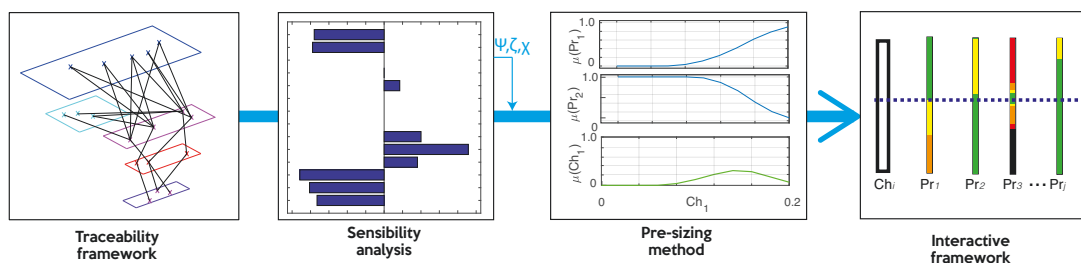 Ψ,ζ,χ
μ(Pr₁)
1.0
0
μ(Pr₂)
1.0
0
μ(Ch₁)
1.0
0
0
Ch₁
0.2
Chi
Pr1
Pr2
Pr3
...
Prj
Traceability
framework
Sensibility
analysis
Pre-sizing
method
Interactive
framework